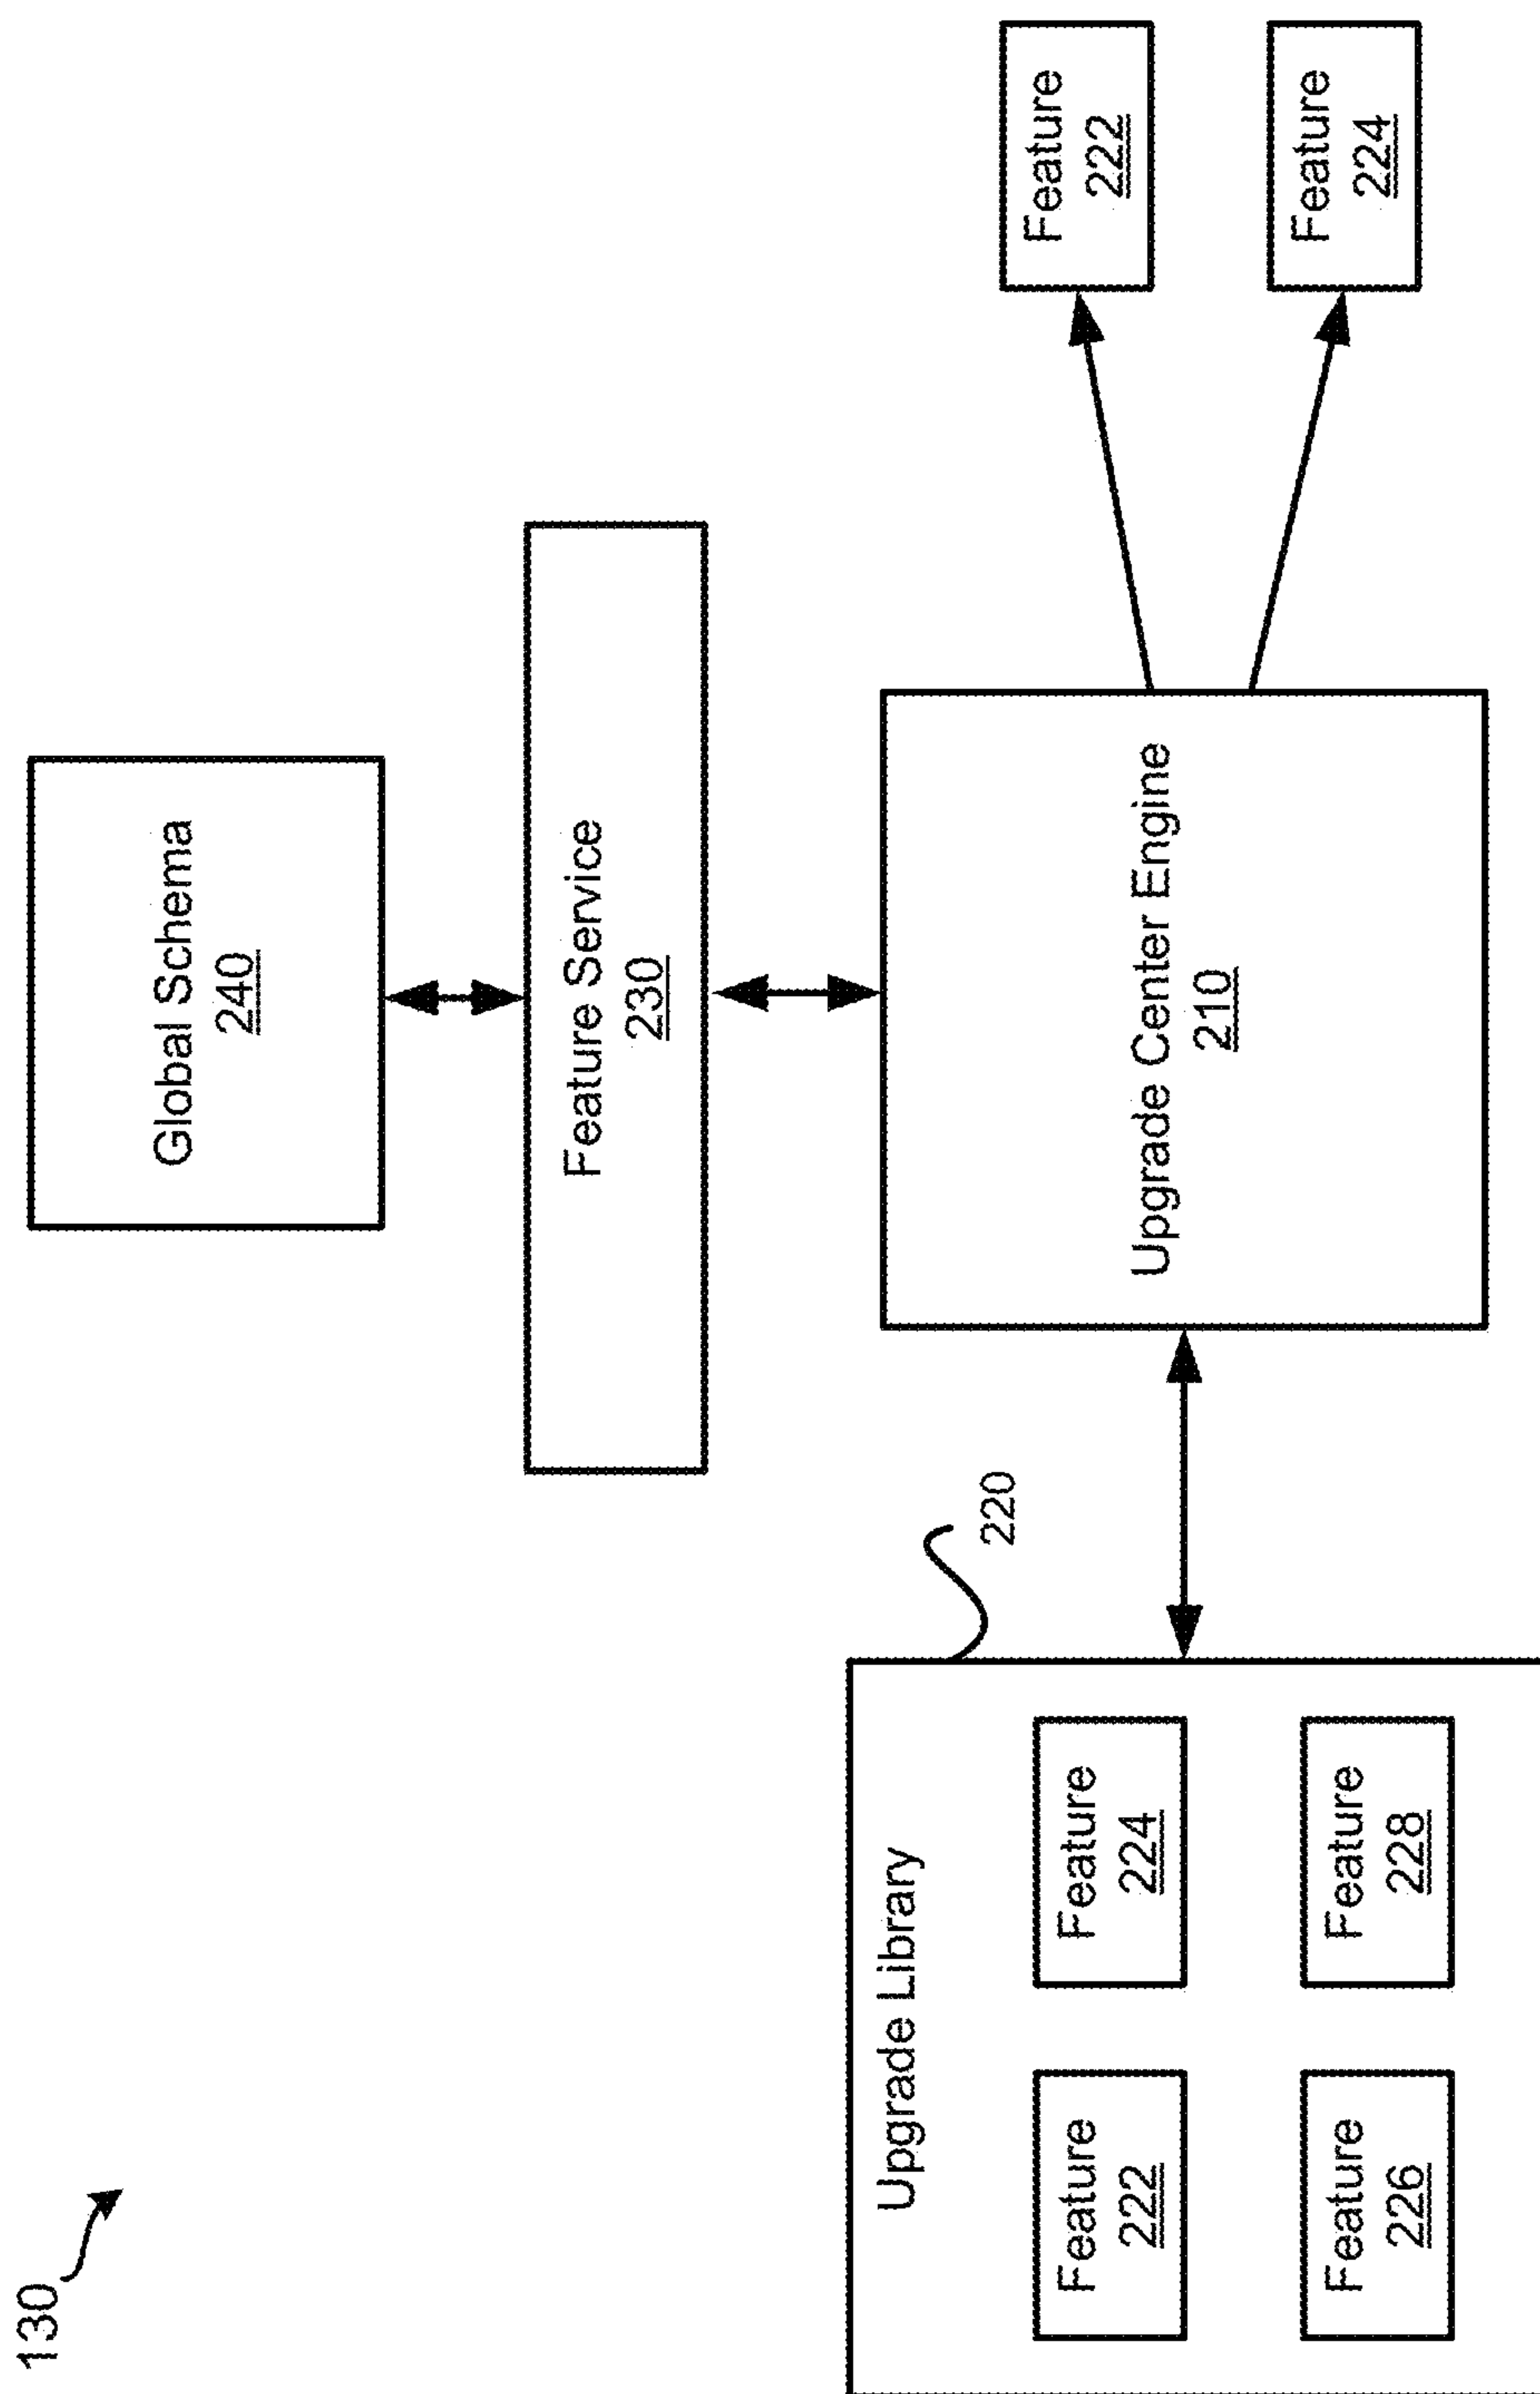 130
Global Schema
240
Feature Service
230
Upgrade Library
220
Feature
222
Feature
224
Feature
226
Feature
228
Upgrade Center Engine
210
Feature
222
Feature
224